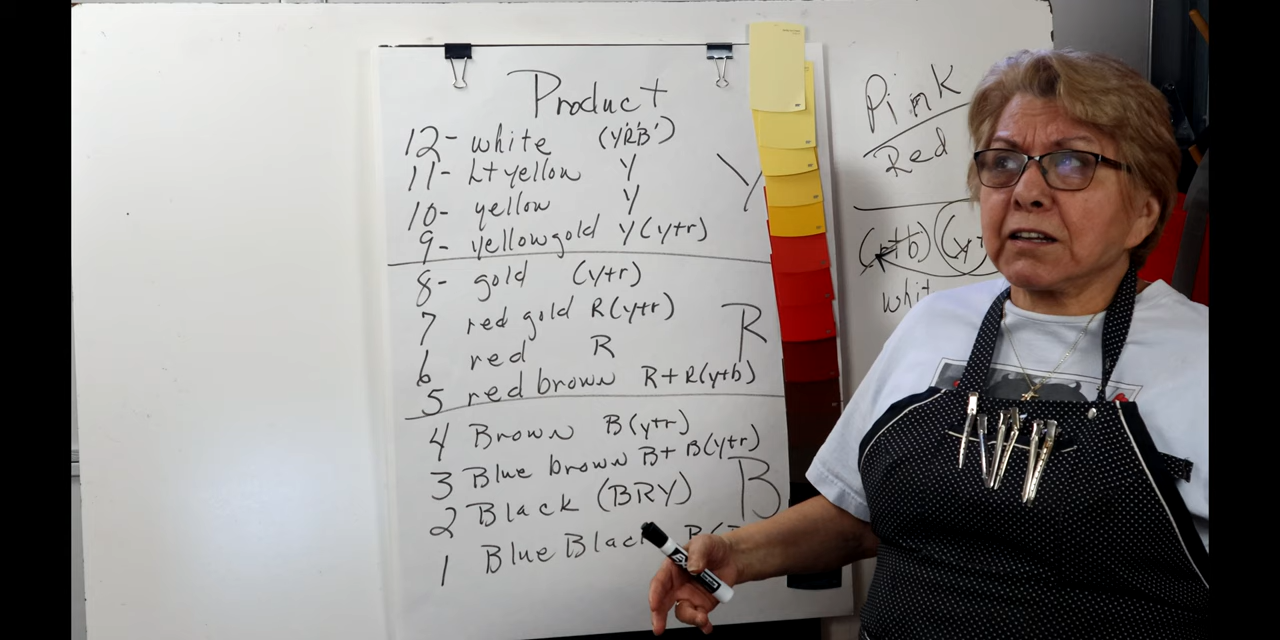 Product
12- white (Y'R'B')
11- Lt yellow Y
10- yellow Y
9- yellowgold Y(y+r)
Y
8- gold (y+r)
7 red gold R(y+r)
6 red R
5 red brown R+R(y+b)
R
4 Brown B(y+r)
3 Blue brown B+B(y+r)
2 Black (BRY)
1 Blue Black B(
B
Pink
Red
(r+b) (y+
whit
EXPO